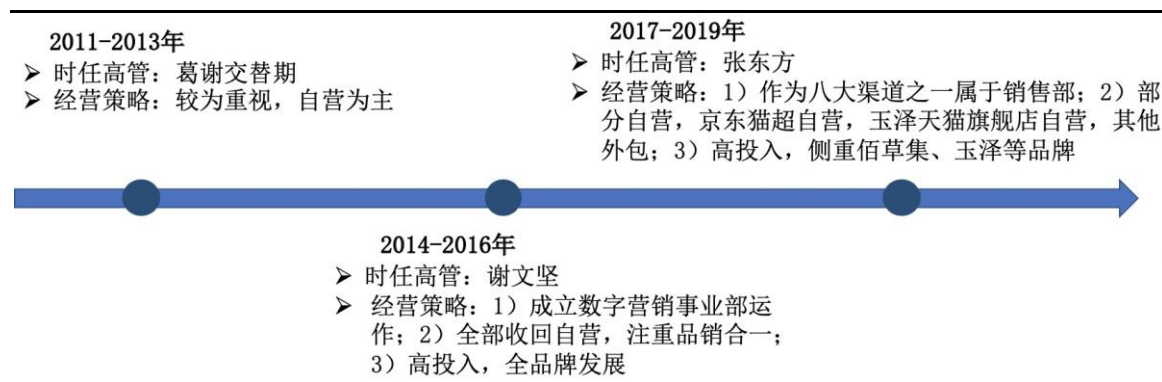 2011-2013年
➢ 时任高管：葛谢交替期
➢ 经营策略：较为重视，自营为主
2017-2019年
➢ 时任高管：张东方
➢ 经营策略：1）作为八大渠道之一属于销售部；2）部
分自营，京东猫超自营，玉泽天猫旗舰店自营，其他
外包；3）高投入，侧重佰草集、玉泽等品牌
2014-2016年
➢ 时任高管：谢文坚
➢ 经营策略：1）成立数字营销事业部运
作；2）全部收回自营，注重品销合一；
3）高投入，全品牌发展